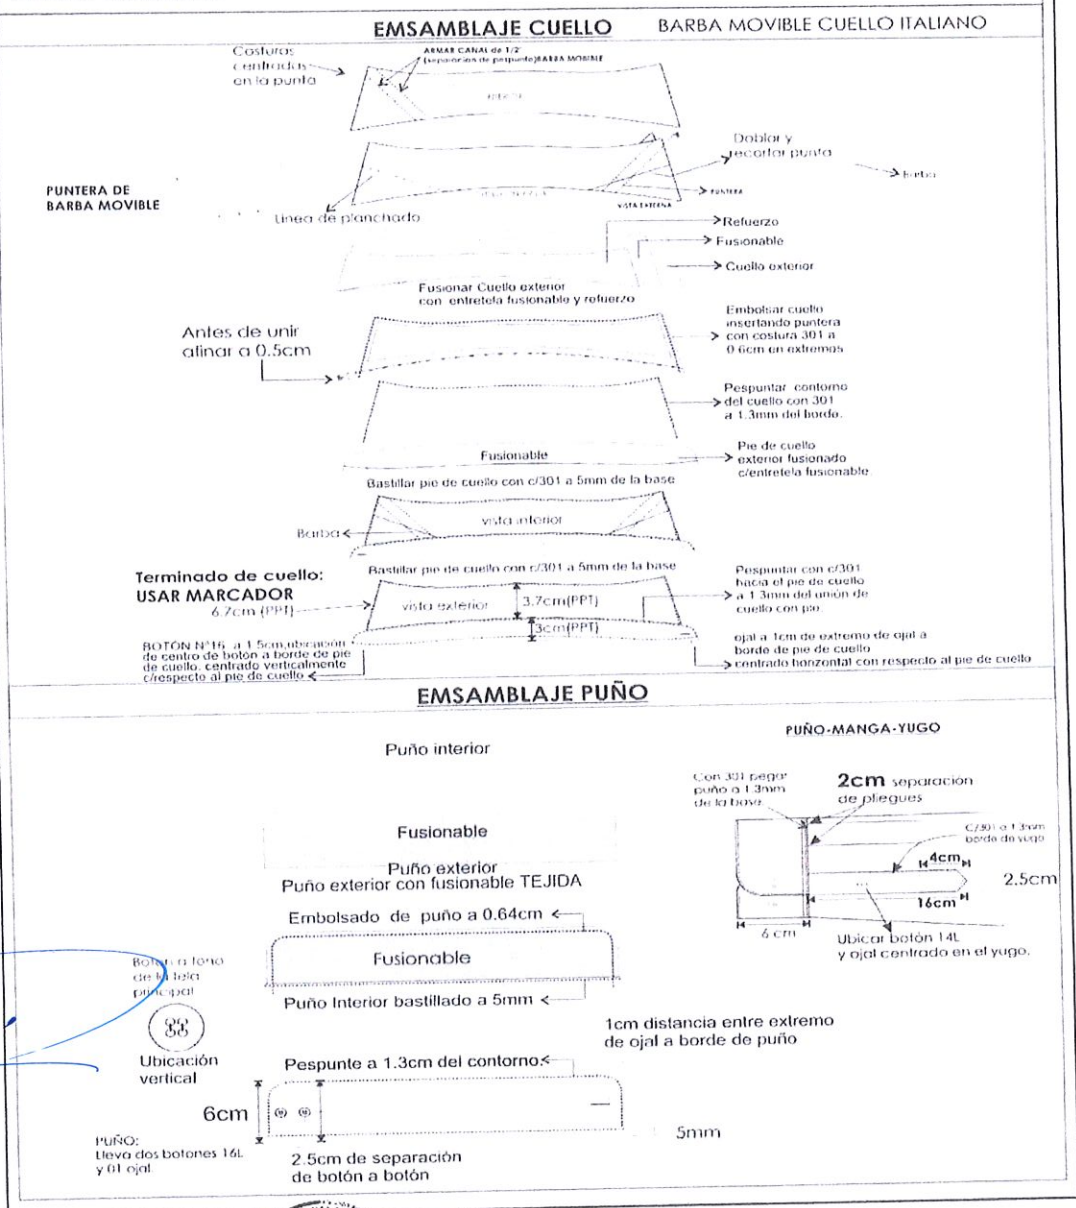 EMSAMBLAJE CUELLO BARBA MOVIBLE CUELLO ITALIANO
Costuras
centradas
en la punta
ARMAR CANAL de 1/2"
BARBA MOVIBLE
Doblar y
recortar punta
Barba
PUNTERA
VISTA EXTERNA
PUNTERA DE
BARBA MOVIBLE
Linea de planchado
Refuerzo
Fusionable
Cuello exterior
Fusionar Cuello exterior
con entretela fusionable y refuerzo
Antes de unir
afinar a 0.5cm
Embolsar cuello
insertando puntera
con costura 301 a
0.6cm en extremos
Pespuntar contorno
del cuello con 301
a 1.3mm del borde.
Fusionable
Pie de cuello
exterior fusionado
c/entretela fusionable
Bastillar pie de cuello con c/301 a 5mm de la base
vista interior
Barba
Bastillar pie de cuello con c/301 a 5mm de la base
Terminado de cuello:
USAR MARCADOR
6.7cm (PPT)
vista exterior
3.7cm(PPT)
3cm(PPT)
Pespuntar con c/301
hacia el pie de cuello
a 1.3mm del unión de
cuello con pie
BOTÓN N°16 a 1.5cm,ubicación
de centro de botón a borde de pie
de cuello, centrado verticalmente
c/respecto al pie de cuello
ojal a 1cm de extremo de ojal a
borde de pie de cuello
centrado horizontal con respecto al pie de cuello
EMSAMBLAJE PUÑO
Puño interior
Fusionable
Puño exterior
Puño exterior con fusionable TEJIDA
Embolsado de puño a 0.64cm
Fusionable
Puño Interior bastillado a 5mm
PUÑO-MANGA-YUGO
Con 301 pegar
puño a 1.3mm
de la base
2cm separación
de pliegues
C/301 a 1.3mm
borde de yugo
4cm
2.5cm
16cm
6 cm
Ubicar botón 14L
y ojal centrado en el yugo.
Botón a tono
de la tela
principal
Ubicación
vertical
1cm distancia entre extremo
de ojal a borde de puño
Pespunte a 1.3cm del contorno.
6cm
5mm
PUÑO:
Lleva dos botones 16L
y 01 ojal
2.5cm de separación
de botón a botón